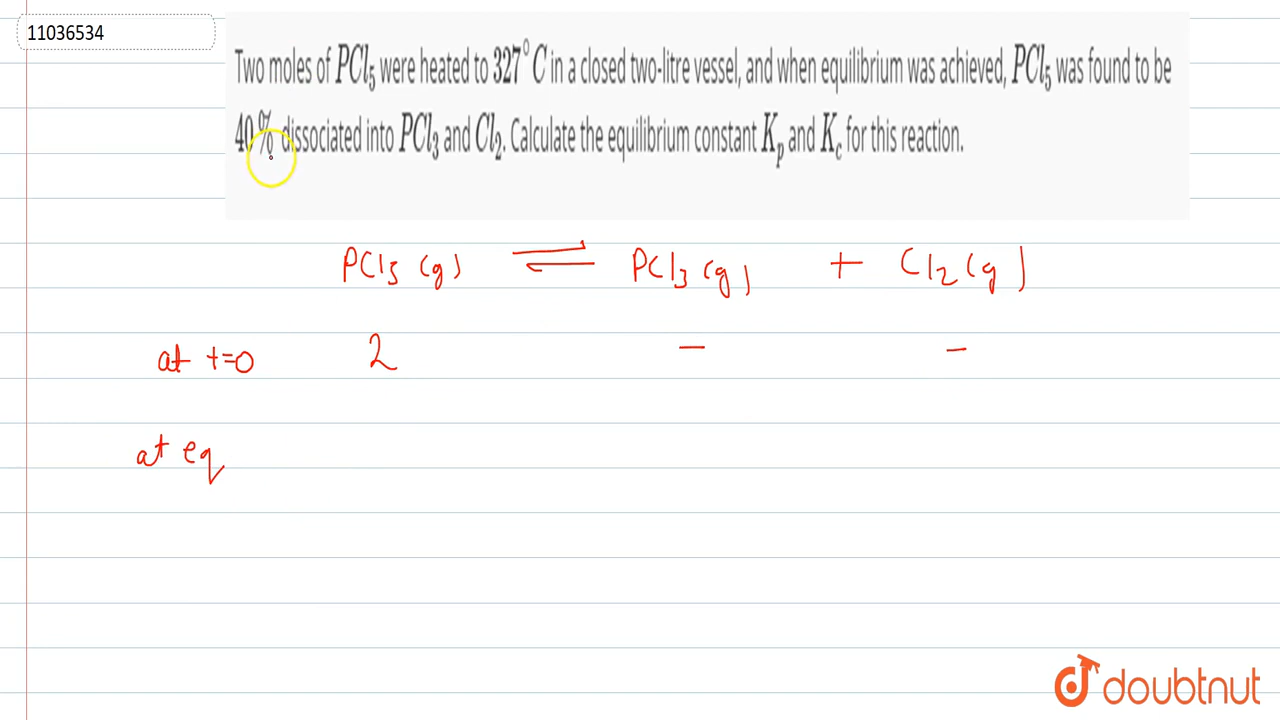 11036534
Two moles of PCl₅ were heated to 327°C in a closed two-litre vessel, and when equilibrium was achieved, PCl₅ was found to be
40% dissociated into PCl₃ and Cl₂. Calculate the equilibrium constant Kₚ and K_c for this reaction.
PCl₅ (g) ⇌ PCl₃ (g) + Cl₂ (g)
at t=0 2 – –
at eq
doubtnut